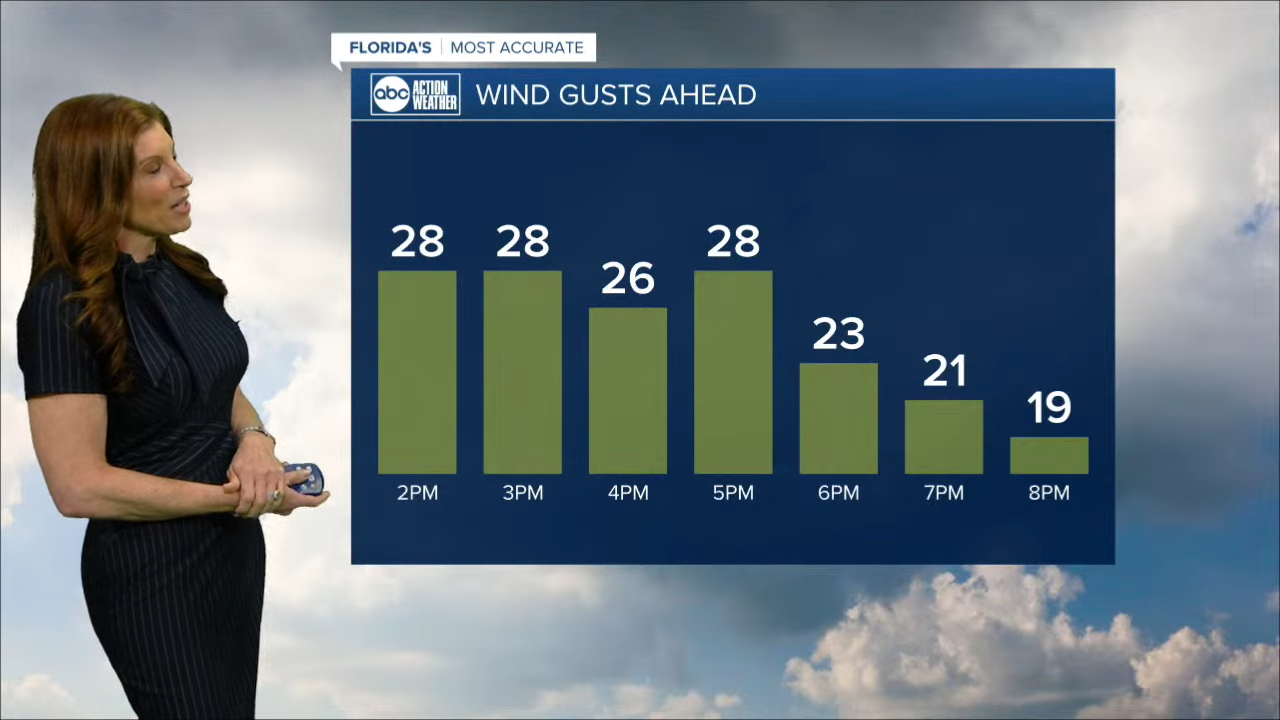 FLORIDA'S MOST ACCURATE
abc ACTION WEATHER WIND GUSTS AHEAD
28 28 26 28 23 21 19
2PM 3PM 4PM 5PM 6PM 7PM 8PM